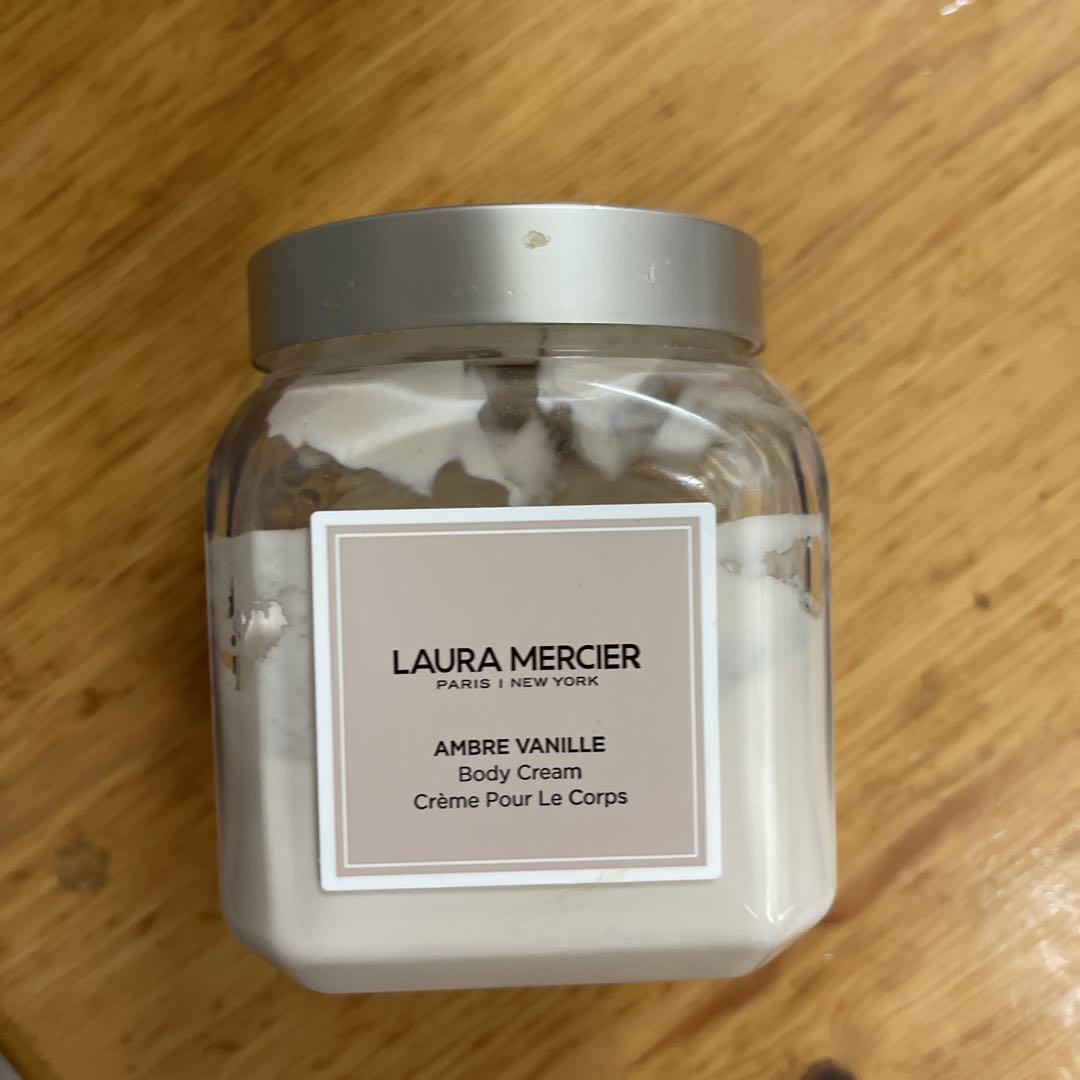 LAURA MERCIER
PARIS | NEW YORK
AMBRE VANILLE
Body Cream
Crème Pour Le Corps